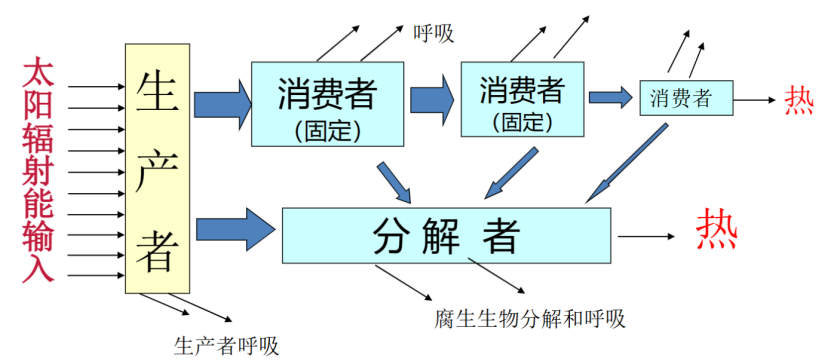 太阳辐射能输入
生产者
呼吸
消费者
（固定）
消费者
（固定）
消费者
热
分解者
热
腐生生物分解和呼吸
生产者呼吸